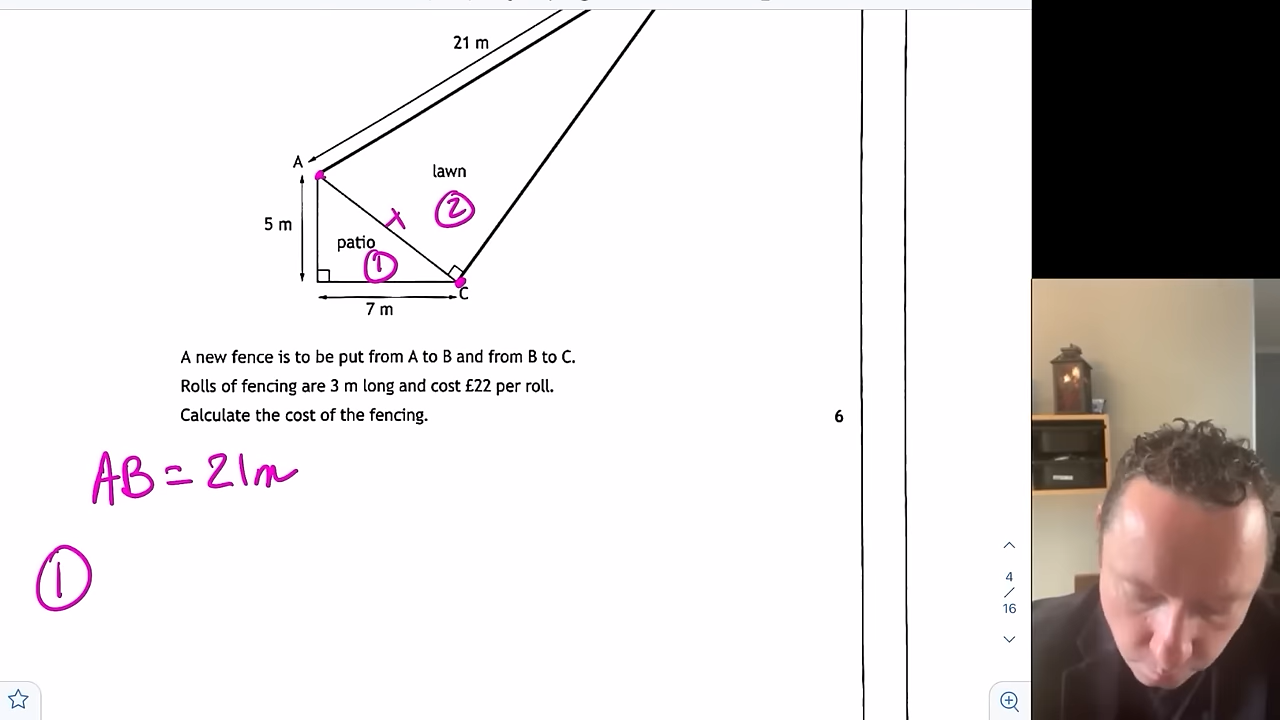 21 m
A
lawn
②
5 m
x
patio
①
C
7 m
A new fence is to be put from A to B and from B to C.
Rolls of fencing are 3 m long and cost £22 per roll.
Calculate the cost of the fencing.
6
AB = 21m
①
4
/
16